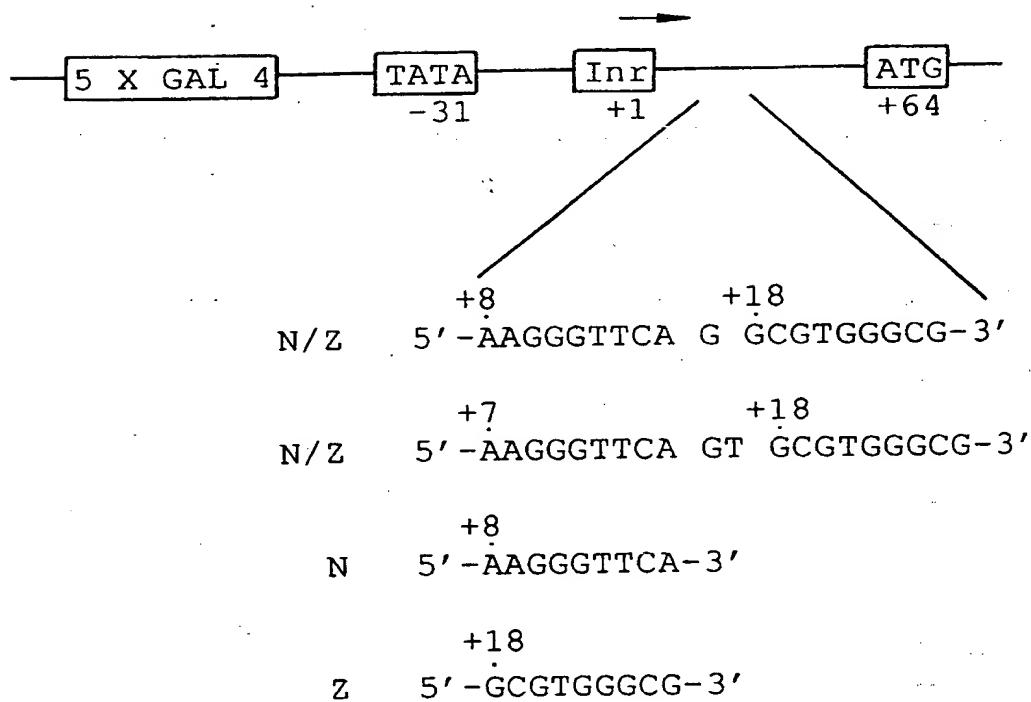 5 X GAL 4 TATA Inr ATG
-31 +1 +64
+8 +18
N/Z 5'-AAGGGTTCA G GCGTGGGCG-3'
+7 +18
N/Z 5'-AAGGGTTCA GT GCGTGGGCG-3'
+8
N 5'-AAGGGTTCA-3'
+18
Z 5'-GCGTGGGCG-3'